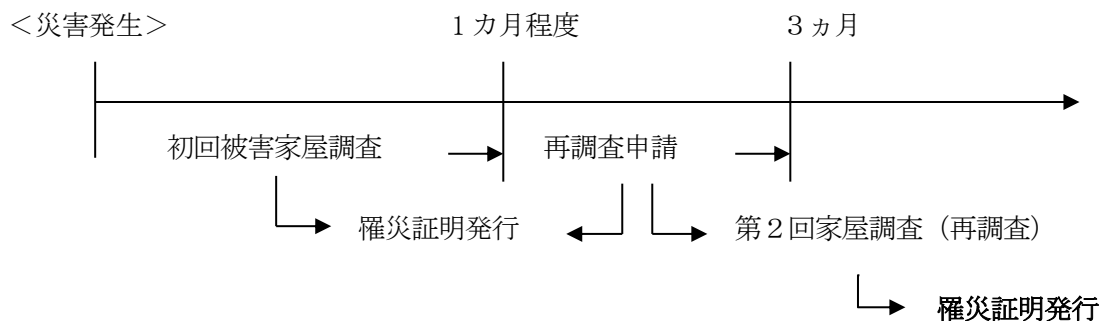 ＜災害発生＞ １カ月程度 ３ヵ月
初回被害家屋調査 再調査申請
罹災証明発行 第２回家屋調査（再調査）
罹災証明発行